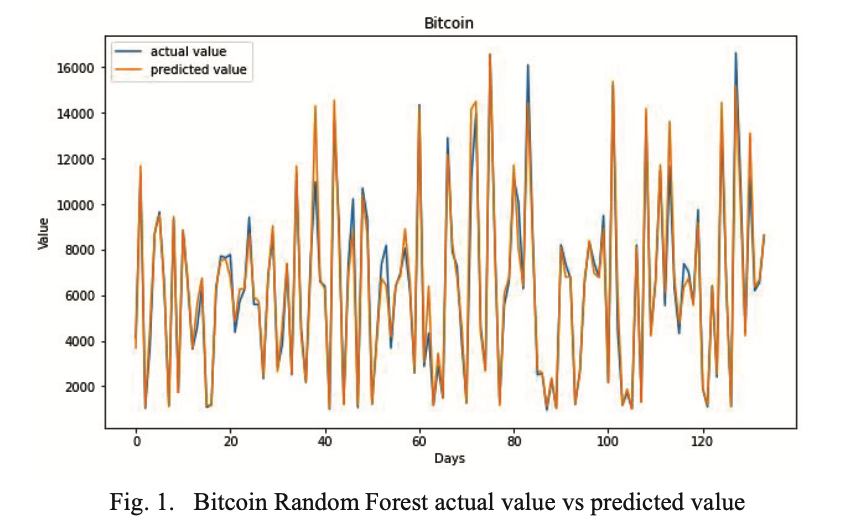 Bitcoin
actual value
predicted value
16000
14000
12000
10000
8000
6000
4000
2000
Value
0 20 40 60 80 100 120
Days
Fig. 1. Bitcoin Random Forest actual value vs predicted value